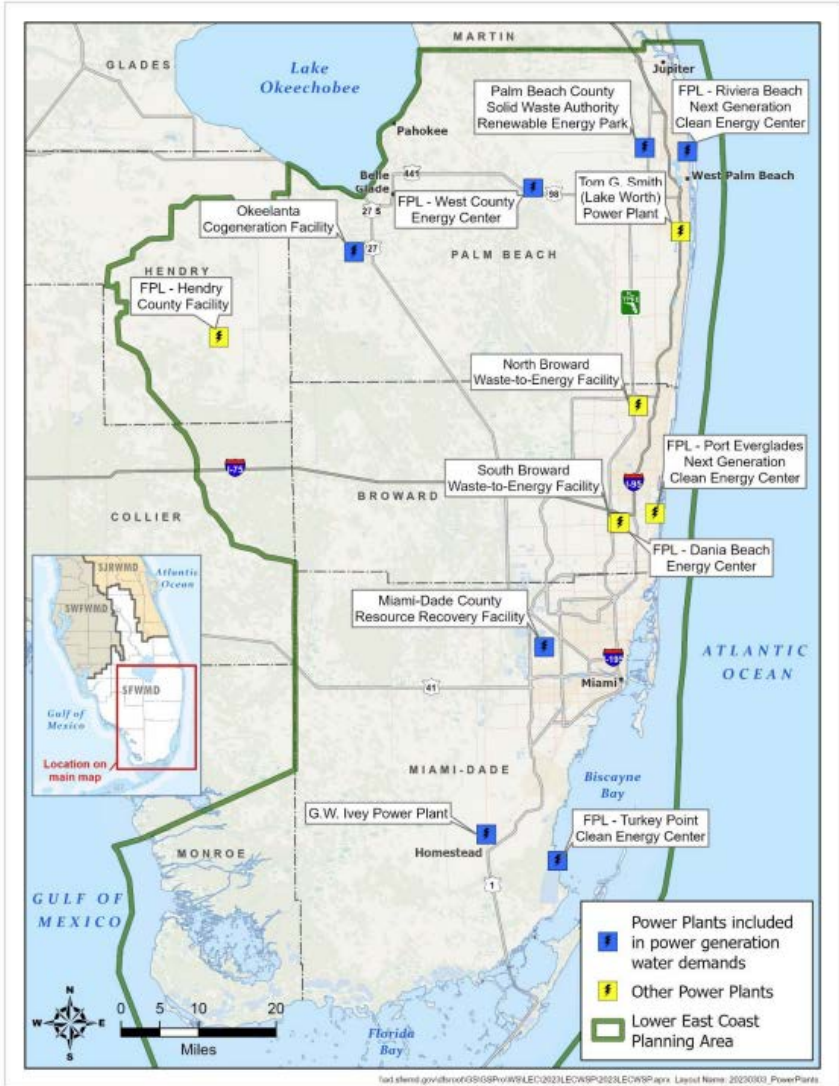 MARTIN
GLADES
Lake
Okeechobee
Jupiter
Palm Beach County
Solid Waste Authority
Renewable Energy Park
FPL - Riviera Beach
Next Generation
Clean Energy Center
Pahokee
West Palm Beach
Belle
Glade
441
98
27
FPL - West County
Energy Center
Tom G. Smith
(Lake Worth)
Power Plant
Okeelanta
Cogeneration Facility
27
PALM BEACH
HENDRY
FPL - Hendry
County Facility
North Broward
Waste-to-Energy Facility
I-75
South Broward
Waste-to-Energy Facility
I-95
FPL - Port Everglades
Next Generation
Clean Energy Center
BROWARD
COLLIER
FPL - Dania Beach
Energy Center
SJRWMD
Atlantic
Ocean
SWFWMD
SFWMD
Gulf of
Mexico
Location on
main map
Miami-Dade County
Resource Recovery Facility
I-195
ATLANTIC
OCEAN
41
Miami
MIAMI-DADE
Biscayne
Bay
G.W. Ivey Power Plant
FPL - Turkey Point
Clean Energy Center
Homestead
MONROE
1
GULF OF
MEXICO
Power Plants included
in power generation
water demands
Other Power Plants
Lower East Coast
Planning Area
N
W
E
S
0 5 10 20
Miles
Florida
Bay
Layout Name: 20230303_PowerPlants